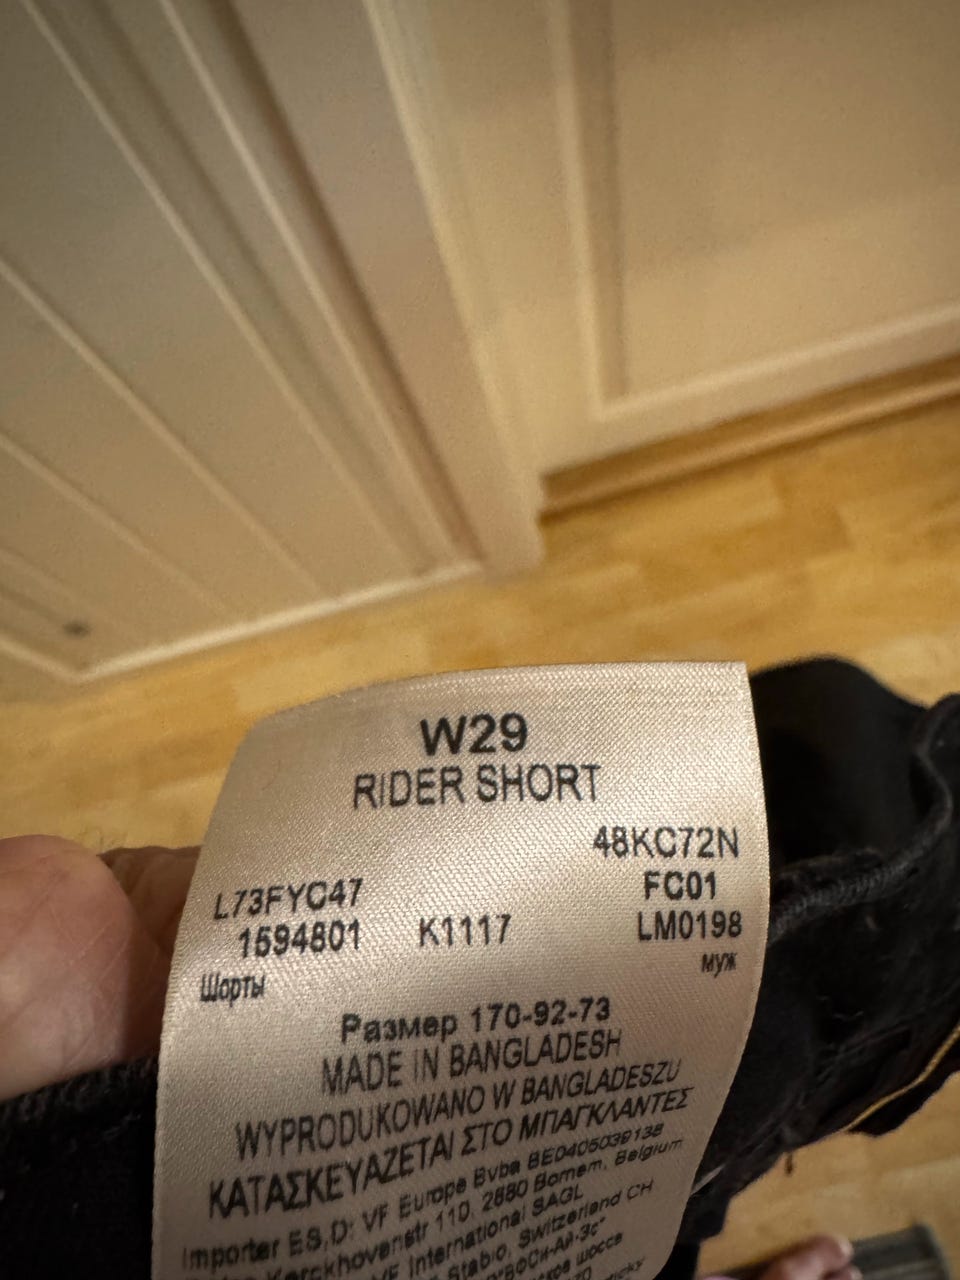 W29
RIDER SHORT
48KC72N
L73FYC47 FC01
1594801 K1117 LM0198
Шорты муж
Размер 170-92-73
MADE IN BANGLADESH
WYPRODUKOWANO W BANGLADESZU
ΚΑΤΑΣΚΕΥΑΖΕΤΑΙ ΣΤΟ ΜΠΑΓΚΛΑΝΤΕΣ
Importer ES,D: VF Europe Bvba BE0405039138
Kerckhovenstr 110, 2880 Bornem, Belgium
VF International SAGL
Stabio, Switzerland CH
шоссе